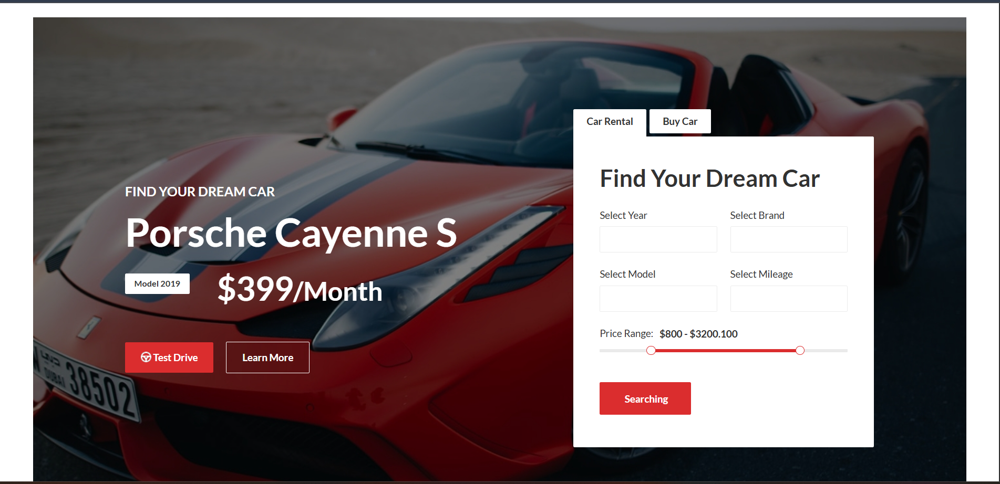 Car Rental
Buy Car
FIND YOUR DREAM CAR
Porsche Cayenne S
Model 2019
$399/Month
Test Drive
Learn More
Find Your Dream Car
Select Year
Select Brand
Select Model
Select Mileage
Price Range: $800 - $3200.100
Searching
DUBAI
38502